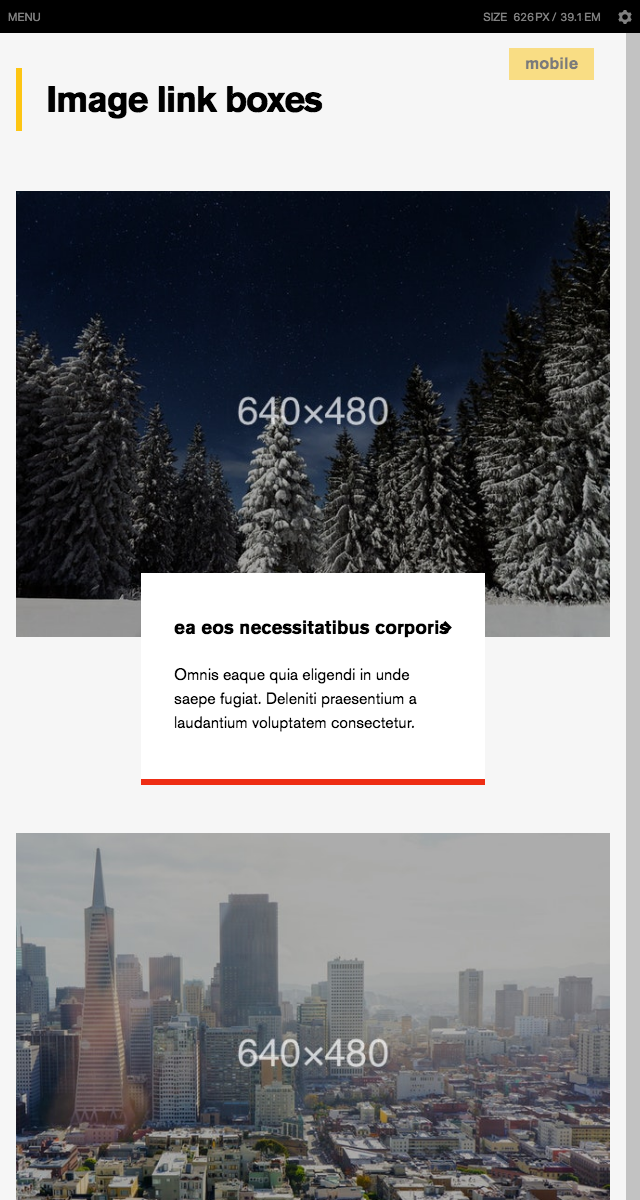 MENU
SIZE 626PX / 39.1EM
mobile
Image link boxes
640×480
ea eos necessitatibus corporis
Omnis eaque quia eligendi in unde
saepe fugiat. Deleniti praesentium a
laudantium voluptatem consectetur.
640×480